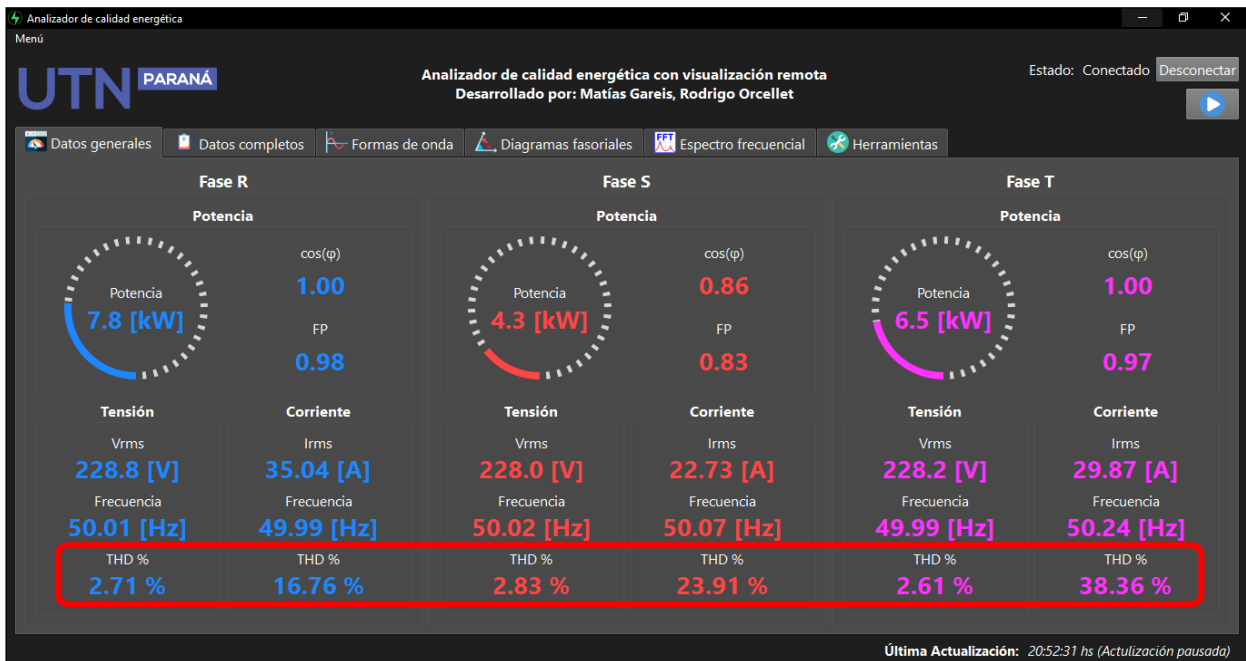 Analizador de calidad energética
Menú
UTN PARANÁ
Analizador de calidad energética con visualización remota
Desarrollado por: Matías Gareis, Rodrigo Orcellet
Estado: Conectado Desconectar
Datos generales Datos completos Formas de onda Diagramas fasoriales FFT Espectro frecuencial Herramientas
Fase R
Potencia
Potencia
7.8 [kW]
cos(φ)
1.00
FP
0.98
Tensión Corriente
Vrms Irms
228.8 [V] 35.04 [A]
Frecuencia Frecuencia
50.01 [Hz] 49.99 [Hz]
THD % THD %
2.71 % 16.76 %
Fase S
Potencia
Potencia
4.3 [kW]
cos(φ)
0.86
FP
0.83
Tensión Corriente
Vrms Irms
228.0 [V] 22.73 [A]
Frecuencia Frecuencia
50.02 [Hz] 50.07 [Hz]
THD % THD %
2.83 % 23.91 %
Fase T
Potencia
Potencia
6.5 [kW]
cos(φ)
1.00
FP
0.97
Tensión Corriente
Vrms Irms
228.2 [V] 29.87 [A]
Frecuencia Frecuencia
49.99 [Hz] 50.24 [Hz]
THD % THD %
2.61 % 38.36 %
Última Actualización: 20:52:31 hs (Actulización pausada)